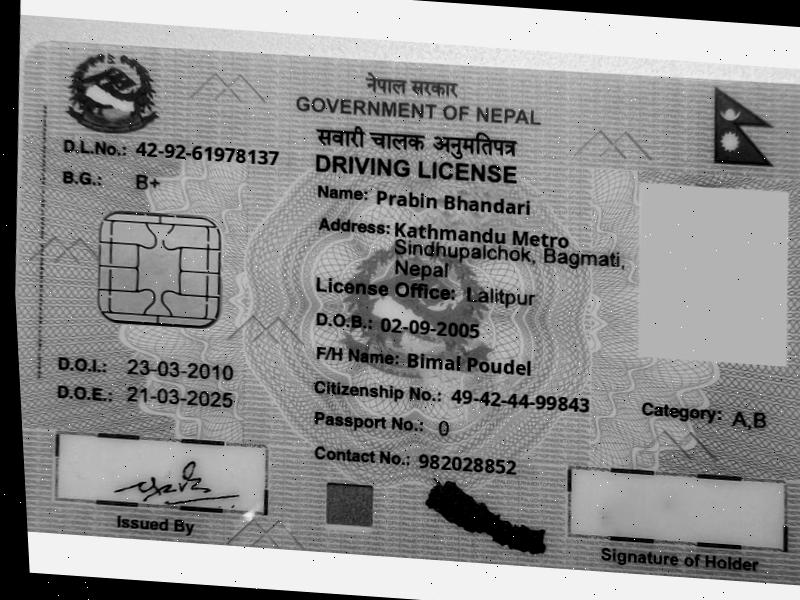 नेपाल सरकार
GOVERNMENT OF NEPAL
सवारी चालक अनुमतिपत्र
DRIVING LICENSE
D.L.No.: 42-92-61978137
B.G.: B+
Name: Prabin Bhandari
Address: Kathmandu Metro
Sindhupalchok, Bagmati,
Nepal
License Office: Lalitpur
D.O.B.: 02-09-2005
F/H Name: Bimal Poudel
D.O.I.: 23-03-2010
D.O.E.: 21-03-2025
Citizenship No.: 49-42-44-99843
Category: A,B
Passport No.: 0
Contact No.: 982028852
Issued By
Signature of Holder